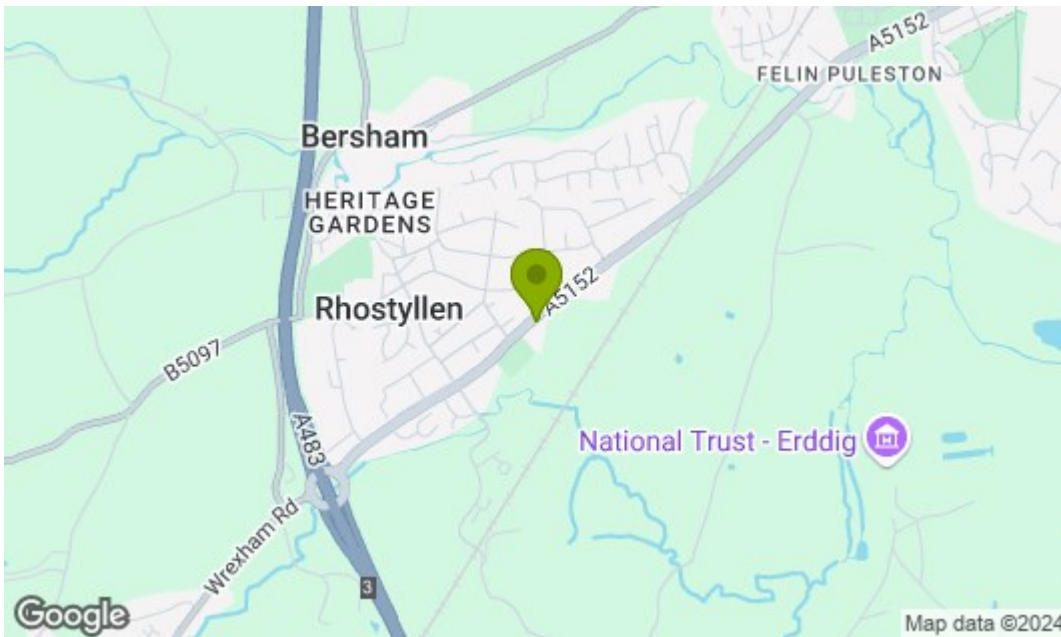 A5152
FELIN PULESTON
Bersham
HERITAGE
GARDENS
A5152
Rhostyllen
B5097
A483
National Trust - Erddig
Wrexham Rd
3
Google
Map data ©2024